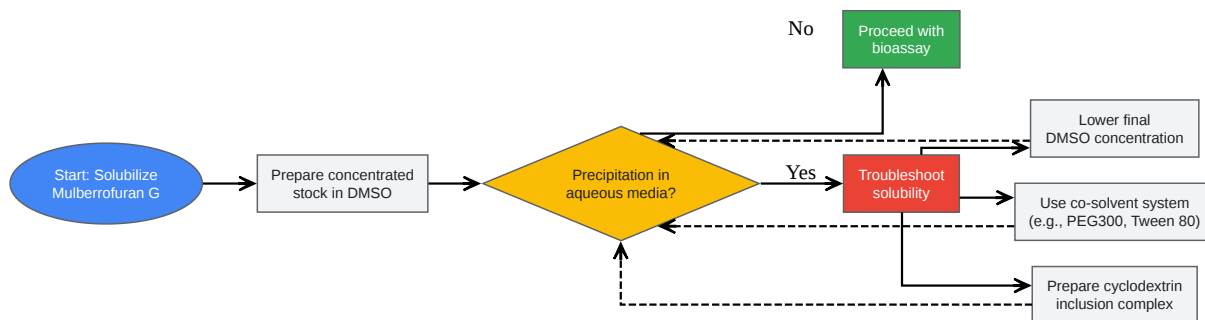 Start: Solubilize
Mulberrofuran G
Prepare concentrated
stock in DMSO
Precipitation in
aqueous media?
No
Proceed with
bioassay
Yes
Troubleshoot
solubility
Lower final
DMSO concentration
Use co-solvent system
(e.g., PEG300, Tween 80)
Prepare cyclodextrin
inclusion complex